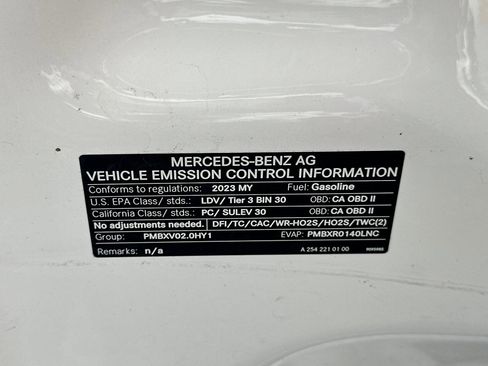 MERCEDES-BENZ AG
VEHICLE EMISSION CONTROL INFORMATION
Conforms to regulations: 2023 MY Fuel: Gasoline
U.S. EPA Class/ Stds: LDV/ Tier 3 BIN 30 OBD: CA OBD II
California Class/ Stds: PC/ SULEV 30 OBD: CA OBD II
No adjustments needed. DFI/TC/CAC/WR-HO2S/HO2S/TWC(2)
Group: PMBXV02.0HY1 EVAP: PMBXR0140LNC
Remarks: n/a A 254 221 01 00